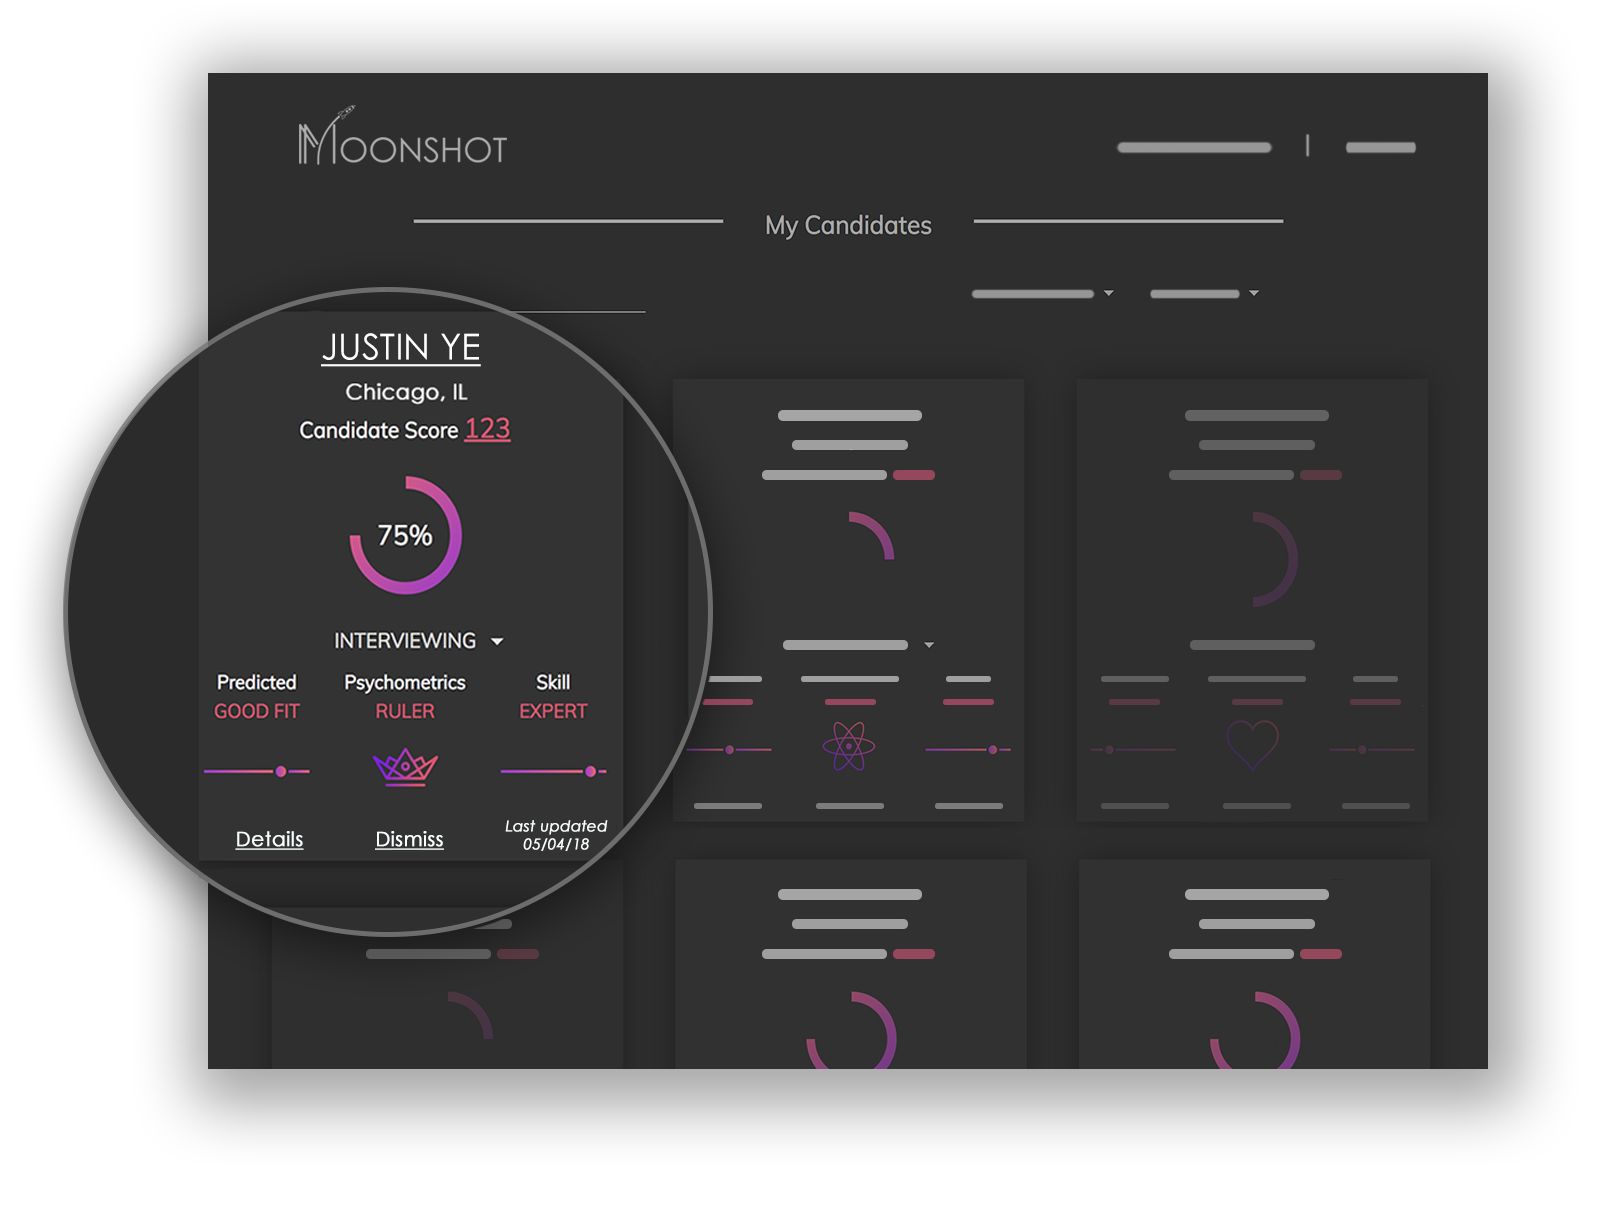 MOONSHOT
My Candidates
JUSTIN YE
Chicago, IL
Candidate Score 123
75%
INTERVIEWING
Predicted Psychometrics Skill
GOOD FIT RULER EXPERT
Details Dismiss Last updated
05/04/18